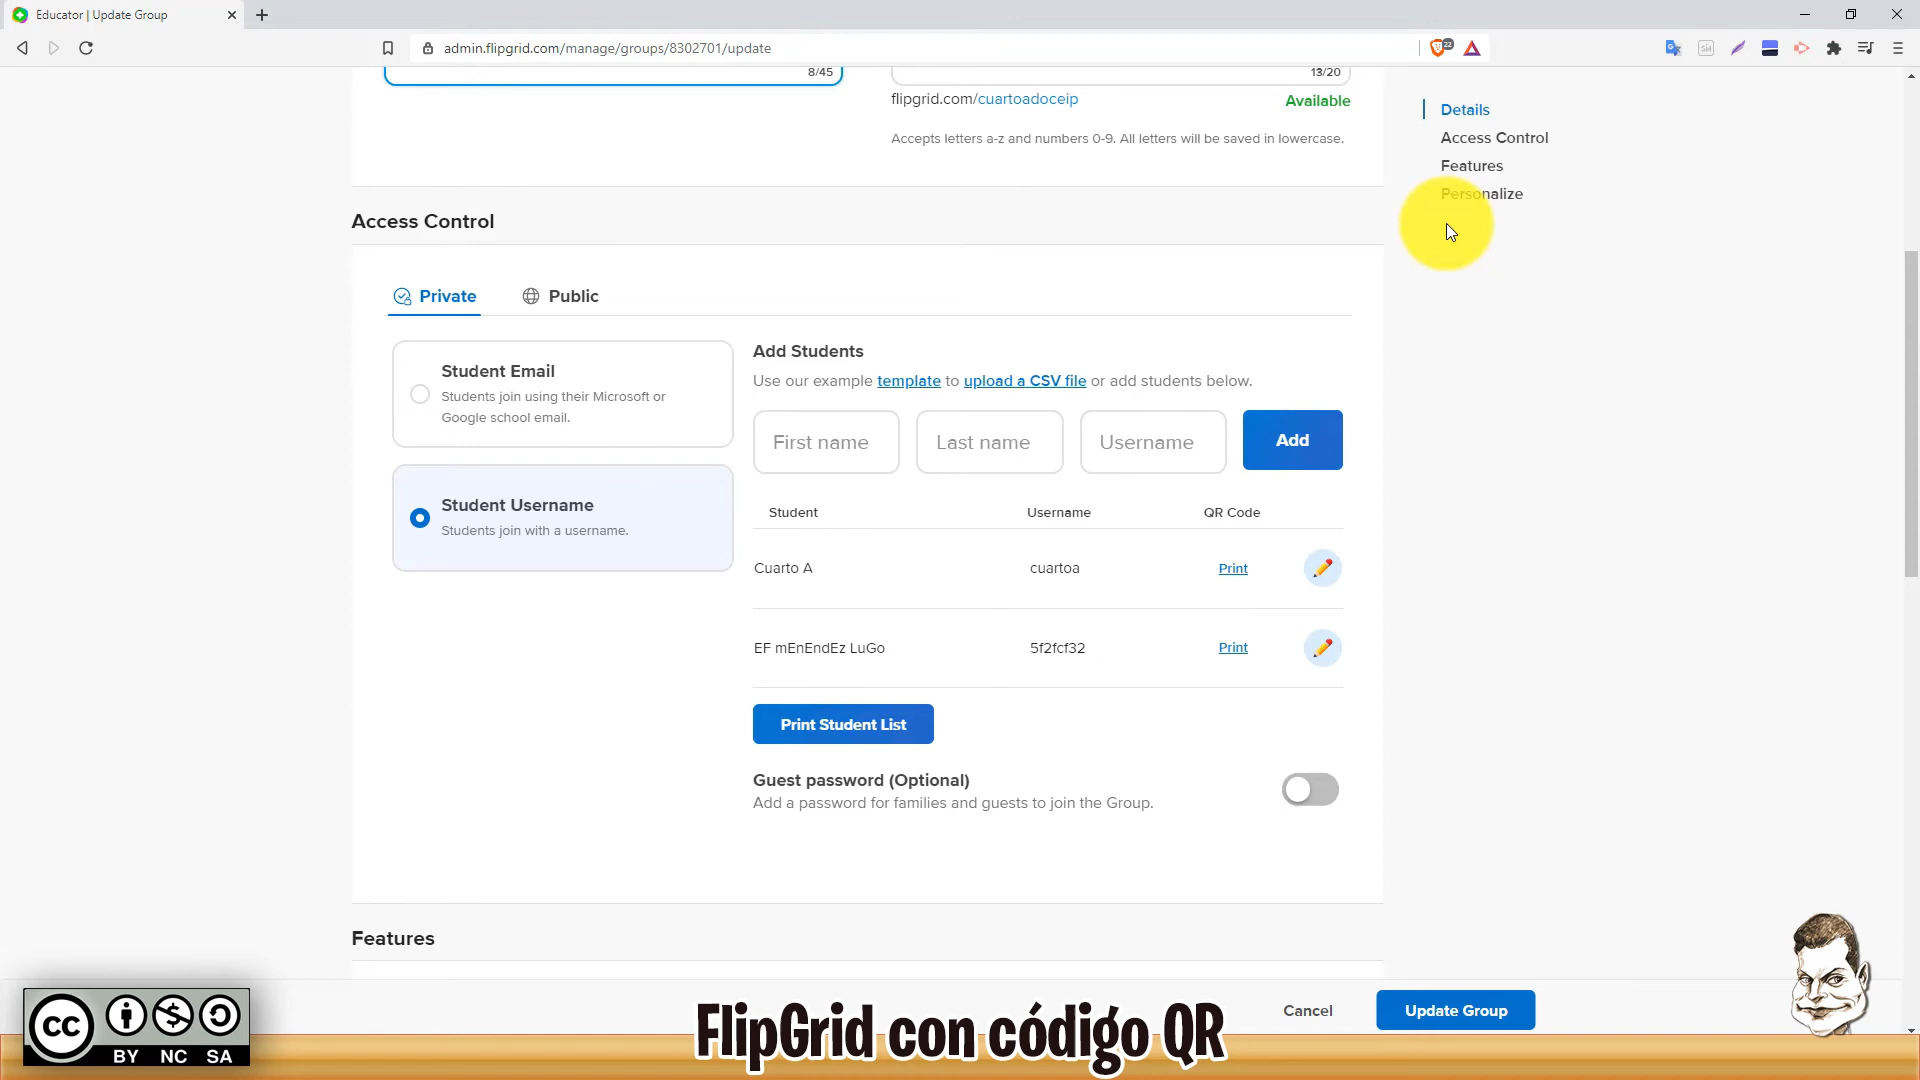 Educator | Update Group
admin.flipgrid.com/manage/groups/8302701/update
22
8/45
13/20
flipgrid.com/cuartoadoceip
Available
Accepts letters a-z and numbers 0-9. All letters will be saved in lowercase.
Details
Access Control
Features
Personalize
Access Control
Private
Public
Student Email
Students join using their Microsoft or
Google school email.
Student Username
Students join with a username.
Add Students
Use our example template to upload a CSV file or add students below.
First name
Last name
Username
Add
Student
Username
QR Code
Cuarto A
cuartoa
Print
EF mEnEndEz LuGo
5f2fcf32
Print
Print Student List
Guest password (Optional)
Add a password for families and guests to join the Group.
Features
Cancel
Update Group
FlipGrid con código QR
CC
BY NC SA